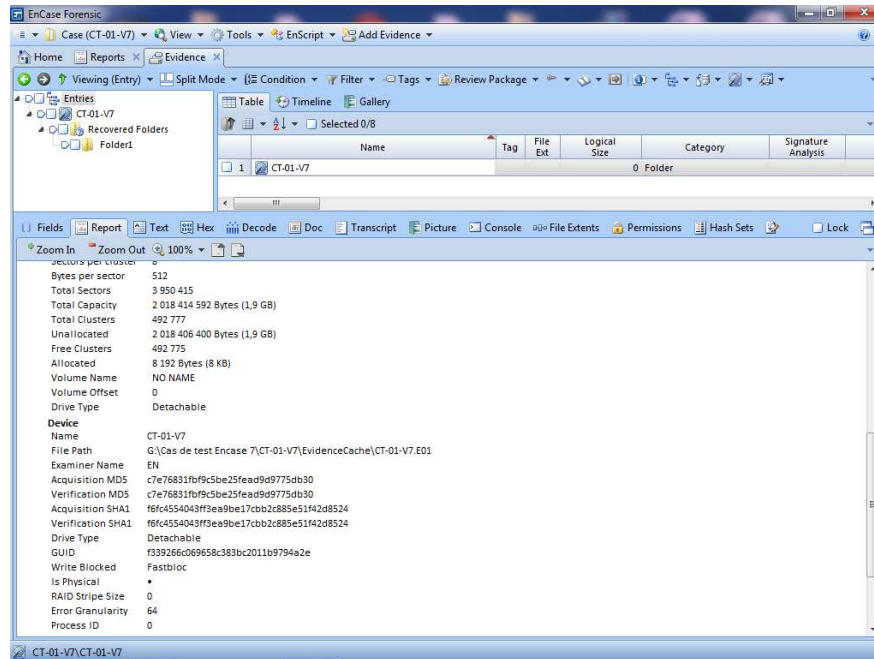 EnCase Forensic
Case (CT-01-V7) View Tools EnScript Add Evidence
Home Reports Evidence
Viewing (Entry) Split Mode Condition Filter Tags Review Package
Entries
CT-01-V7
Recovered Folders
Folder1
Table Timeline Gallery
Selected 0/8
Name Tag File Ext Logical Size Category Signature Analysis
1 CT-01-V7 0 Folder
Fields Report Text Hex Decode Doc Transcript Picture Console File Extents Permissions Hash Sets Lock
Zoom In Zoom Out 100%
Sectors per cluster 8
Bytes per sector 512
Total Sectors 3 950 415
Total Capacity 2 018 414 592 Bytes (1,9 GB)
Total Clusters 492 777
Unallocated 2 018 406 400 Bytes (1,9 GB)
Free Clusters 492 775
Allocated 8 192 Bytes (8 KB)
Volume Name NO NAME
Volume Offset 0
Drive Type Detachable
Device
Name CT-01-V7
File Path G:\Cas de test Encase 7\CT-01-V7\EvidenceCache\CT-01-V7.E01
Examiner Name EN
Acquisition MD5 c7e76831fbf9c5be25fead9d9775db30
Verification MD5 c7e76831fbf9c5be25fead9d9775db30
Acquisition SHA1 f6fc4554043ff3ea9be17cbb2c885e51f42d8524
Verification SHA1 f6fc4554043ff3ea9be17cbb2c885e51f42d8524
Drive Type Detachable
GUID f339266c069658c383bc2011b9794a2e
Write Blocked Fastbloc
Is Physical •
RAID Stripe Size 0
Error Granularity 64
Process ID 0
CT-01-V7\CT-01-V7